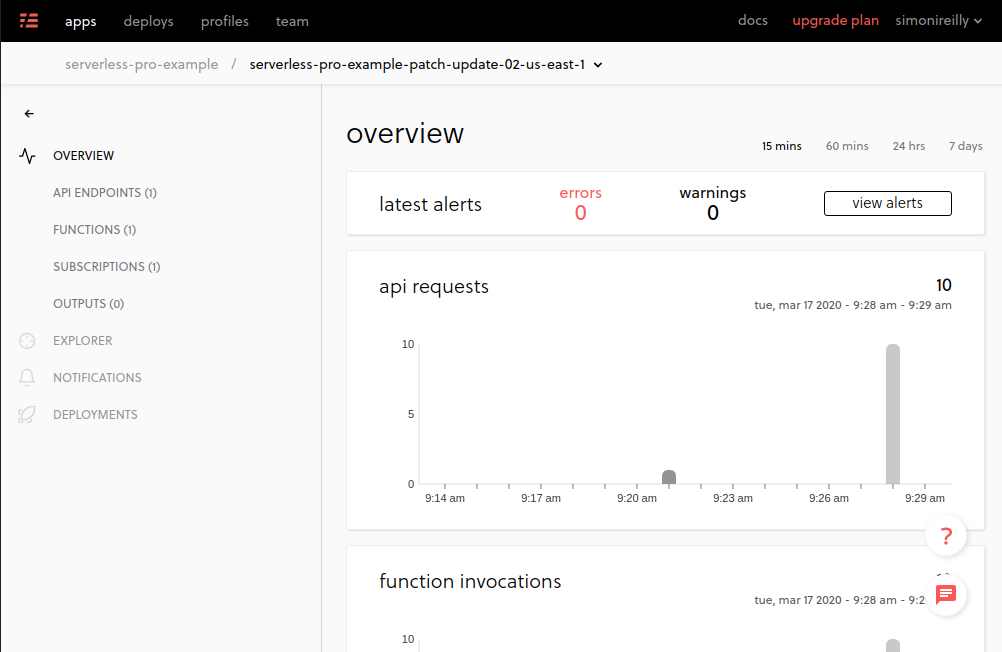 apps deploys profiles team docs upgrade plan simonireilly
serverless-pro-example / serverless-pro-example-patch-update-02-us-east-1
OVERVIEW
API ENDPOINTS (1)
FUNCTIONS (1)
SUBSCRIPTIONS (1)
OUTPUTS (0)
EXPLORER
NOTIFICATIONS
DEPLOYMENTS
overview
15 mins 60 mins 24 hrs 7 days
latest alerts
errors
0
warnings
0
view alerts
api requests
10
tue, mar 17 2020 - 9:28 am - 9:29 am
10
5
0
9:14 am 9:17 am 9:20 am 9:23 am 9:26 am 9:29 am
?
function invocations
tue, mar 17 2020 - 9:28 am - 9:2
10